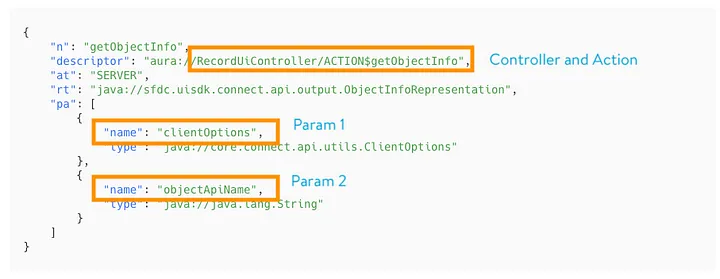 {
"n": "getObjectInfo",
"descriptor": "aura://RecordUiController/ACTION$getObjectInfo", Controller and Action
"at": "SERVER",
"rt": "java://sfdc.uisdk.connect.api.output.ObjectInfoRepresentation",
"pa": [
{
"name": "clientOptions", Param 1
"type": "java://core.connect.api.utils.ClientOptions"
},
{
"name": "objectApiName", Param 2
"type": "java://java.lang.String"
}
]
}